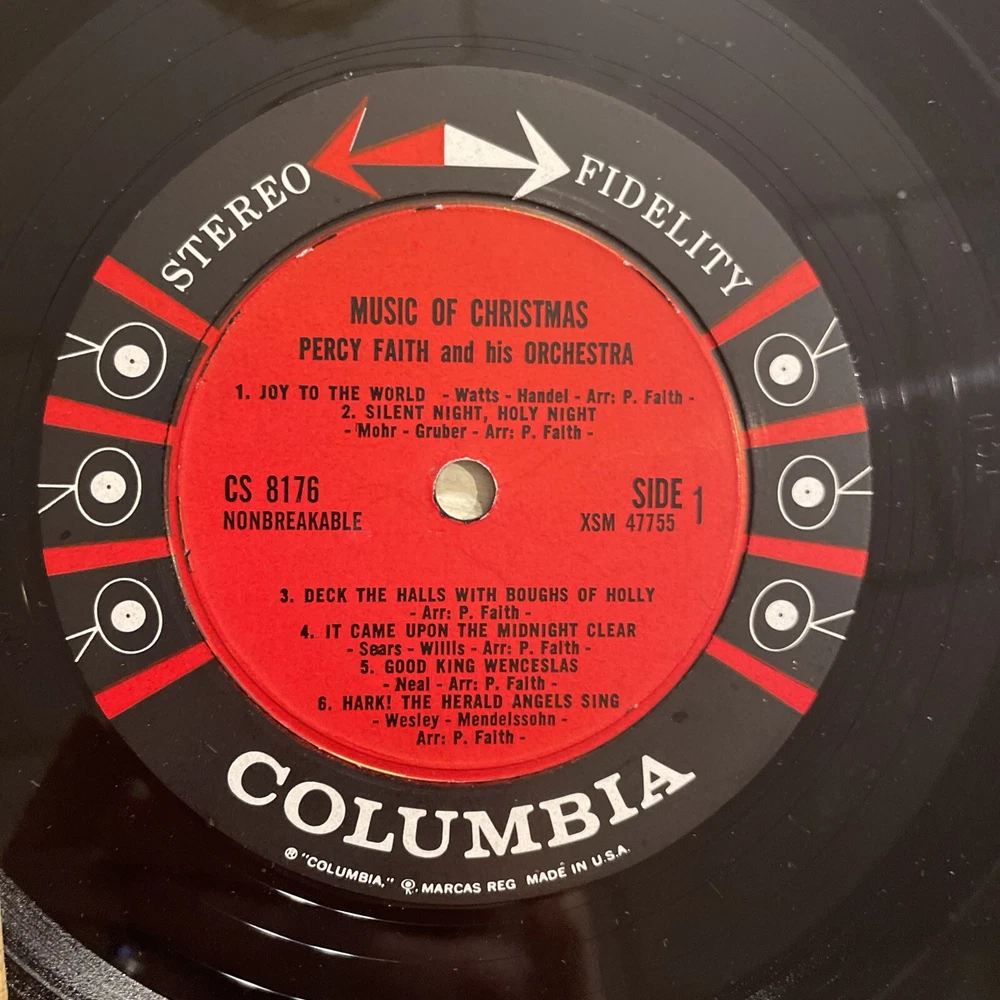 STEREO FIDELITY
MUSIC OF CHRISTMAS
PERCY FAITH and his ORCHESTRA
1. JOY TO THE WORLD - Watts - Handel - Arr: P. Faith -
2. SILENT NIGHT, HOLY NIGHT
- Mohr - Gruber - Arr: P. Faith -
CS 8176
NONBREAKABLE
SIDE 1
XSM 47755
3. DECK THE HALLS WITH BOUGHS OF HOLLY
- Arr: P. Faith -
4. IT CAME UPON THE MIDNIGHT CLEAR
- Sears - Willis - Arr: P. Faith -
5. GOOD KING WENCESLAS
- Neal - Arr: P. Faith -
6. HARK! THE HERALD ANGELS SING
- Wesley - Mendelssohn -
Arr: P. Faith -
COLUMBIA
® "COLUMBIA," MARCAS REG MADE IN U.S.A.